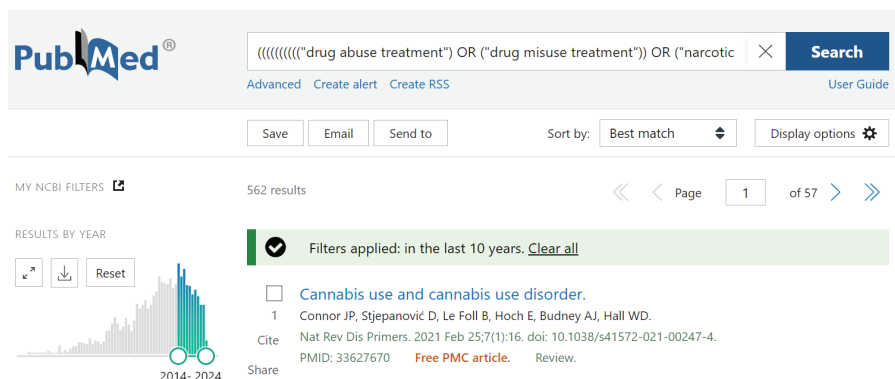 PubMed®
(((((((((("drug abuse treatment") OR ("drug misuse treatment")) OR ("narcotic
Search
Advanced Create alert Create RSS
User Guide
Save Email Send to
Sort by: Best match
Display options
MY NCBI FILTERS
562 results
Page 1 of 57
RESULTS BY YEAR
Reset
2014- 2024
Filters applied: in the last 10 years. Clear all
Cannabis use and cannabis use disorder.
1
Connor JP, Stjepanović D, Le Foll B, Hoch E, Budney AJ, Hall WD.
Cite
Nat Rev Dis Primers. 2021 Feb 25;7(1):16. doi: 10.1038/s41572-021-00247-4.
PMID: 33627670 Free PMC article. Review.
Share